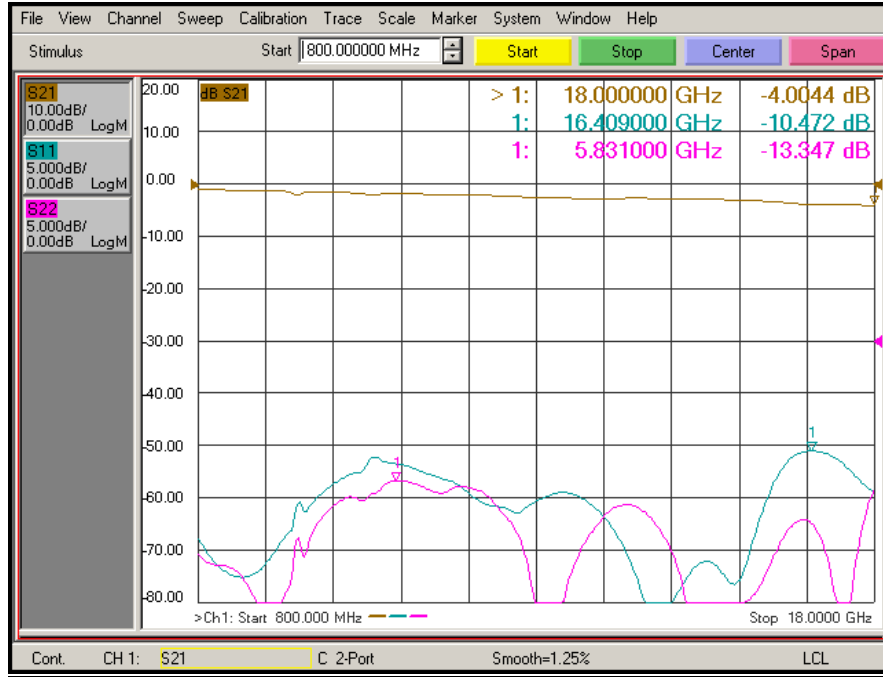 File View Channel Sweep Calibration Trace Scale Marker System Window Help
Stimulus Start 800.000000 MHz Start Stop Center Span
S21
10.00dB/
0.00dB LogM
S11
5.000dB/
0.00dB LogM
S22
5.000dB/
0.00dB LogM
dB S21
> 1: 18.000000 GHz -4.0044 dB
1: 16.409000 GHz -10.472 dB
1: 5.831000 GHz -13.347 dB
20.00
10.00
0.00
-10.00
-20.00
-30.00
-40.00
-50.00
-60.00
-70.00
-80.00
1
1
>Ch1: Start 800.000 MHz Stop 18.0000 GHz
Cont. CH 1: S21 C 2-Port Smooth=1.25% LCL